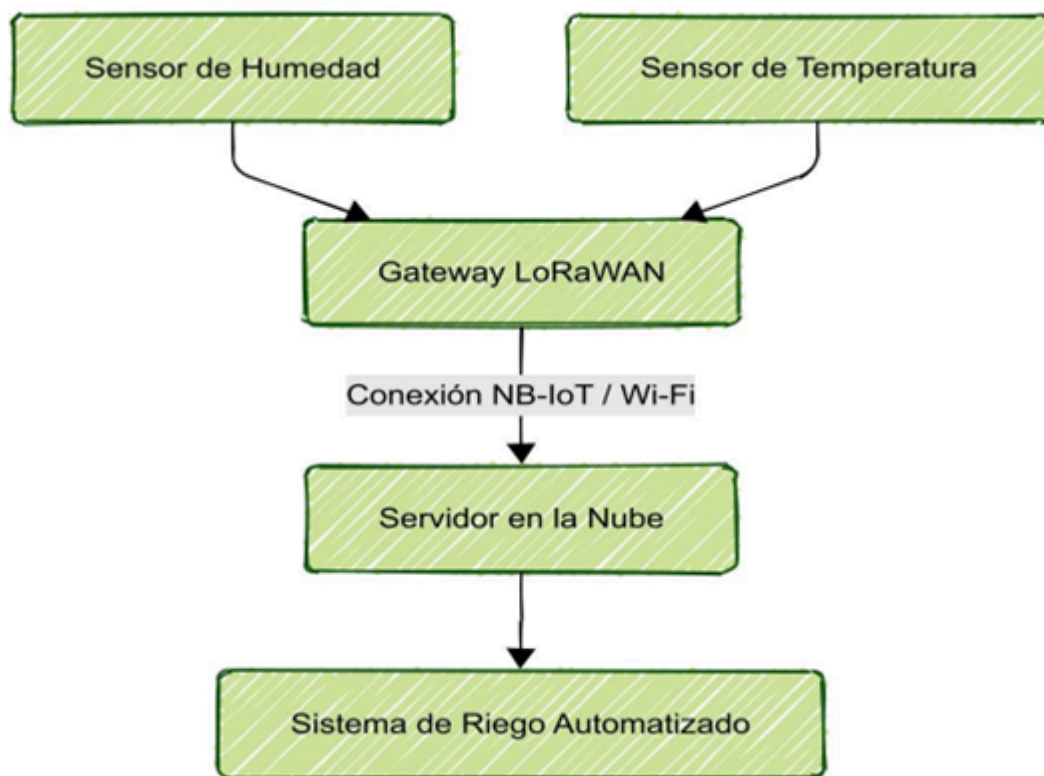 Sensor de Humedad
Sensor de Temperatura
Gateway LoRaWAN
Conexión NB-IoT / Wi-Fi
Servidor en la Nube
Sistema de Riego Automatizado